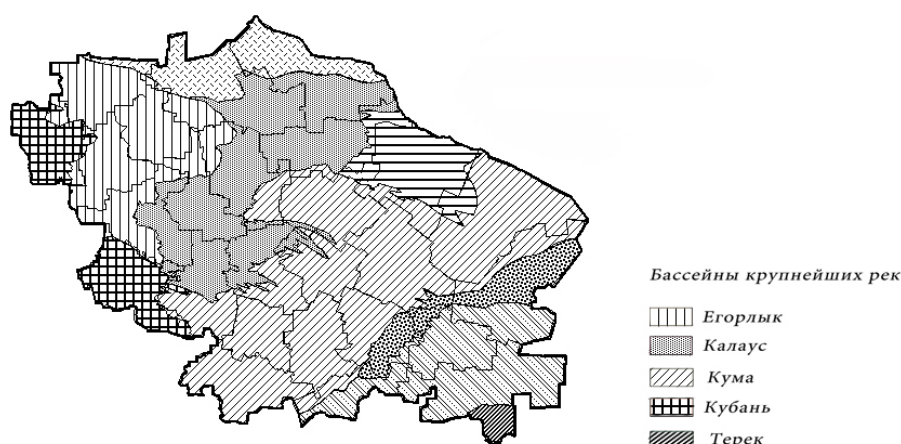 Бассейны крупнейших рек
Егорлык
Калаус
Кума
Кубань
Терек